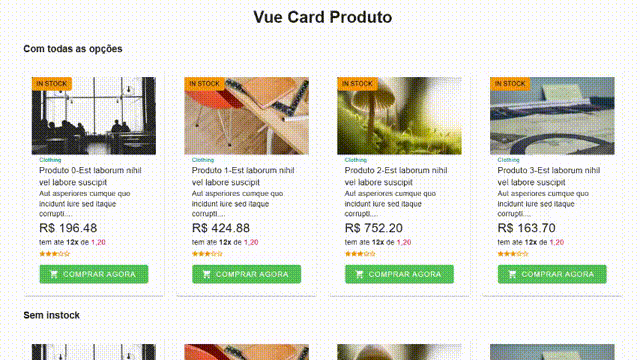 Vue Card Produto
Com todas as opções
IN STOCK
Clothing
Produto 0-Est laborum nihil
vel labore suscipit
Aut asperiores cumque quo
incidunt iure sed itaque
corrupti....
R$ 196.48
tem ate 12x de 1,20
COMPRAR AGORA
IN STOCK
Clothing
Produto 1-Est laborum nihil
vel labore suscipit
Aut asperiores cumque quo
incidunt iure sed itaque
corrupti....
R$ 424.88
tem ate 12x de 1,20
COMPRAR AGORA
IN STOCK
Clothing
Produto 2-Est laborum nihil
vel labore suscipit
Aut asperiores cumque quo
incidunt iure sed itaque
corrupti....
R$ 752.20
tem ate 12x de 1,20
COMPRAR AGORA
IN STOCK
Clothing
Produto 3-Est laborum nihil
vel labore suscipit
Aut asperiores cumque quo
incidunt iure sed itaque
corrupti....
R$ 163.70
tem ate 12x de 1,20
COMPRAR AGORA
Sem instock